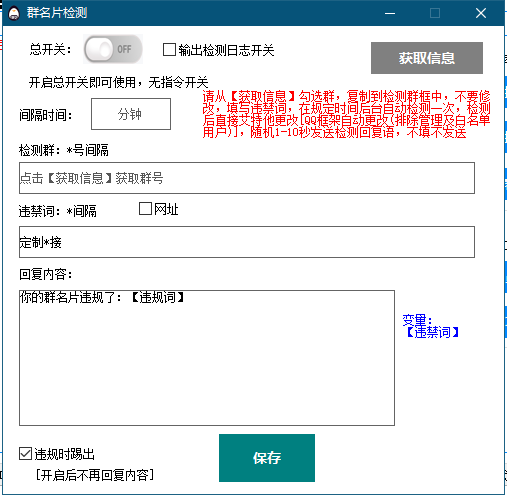 群名片检测
总开关：
OFF
输出检测日志开关
获取信息
开启总开关即可使用，无指令开关
间隔时间：
分钟
请从【获取信息】勾选群，复制到检测群框中，不要修
改，填写违禁词，在规定时间后台自动检测一次，检测
后直接艾特他更改[QQ框架自动更改(排除管理及白名单
用户)]，随机1-10秒发送检测回复语，不填不发送
检测群：*号间隔
点击【获取信息】获取群号
违禁词：*间隔
网址
定制*接
回复内容：
你的群名片违规了：【违规词】
变量：
【违禁词】
违规时踢出
[开启后不再回复内容]
保存